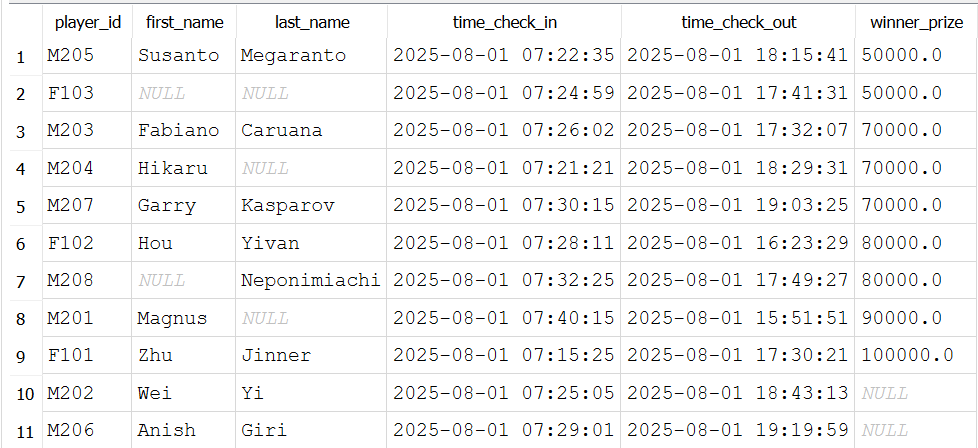 player_id first_name last_name time_check_in time_check_out winner_prize
1 M205 Susanto Megaranto 2025-08-01 07:22:35 2025-08-01 18:15:41 50000.0
2 F103 NULL NULL 2025-08-01 07:24:59 2025-08-01 17:41:31 50000.0
3 M203 Fabiano Caruana 2025-08-01 07:26:02 2025-08-01 17:32:07 70000.0
4 M204 Hikaru NULL 2025-08-01 07:21:21 2025-08-01 18:29:31 70000.0
5 M207 Garry Kasparov 2025-08-01 07:30:15 2025-08-01 19:03:25 70000.0
6 F102 Hou Yivan 2025-08-01 07:28:11 2025-08-01 16:23:29 80000.0
7 M208 NULL Neponimiachi 2025-08-01 07:32:25 2025-08-01 17:49:27 80000.0
8 M201 Magnus NULL 2025-08-01 07:40:15 2025-08-01 15:51:51 90000.0
9 F101 Zhu Jinner 2025-08-01 07:15:25 2025-08-01 17:30:21 100000.0
10 M202 Wei Yi 2025-08-01 07:25:05 2025-08-01 18:43:13 NULL
11 M206 Anish Giri 2025-08-01 07:29:01 2025-08-01 19:19:59 NULL